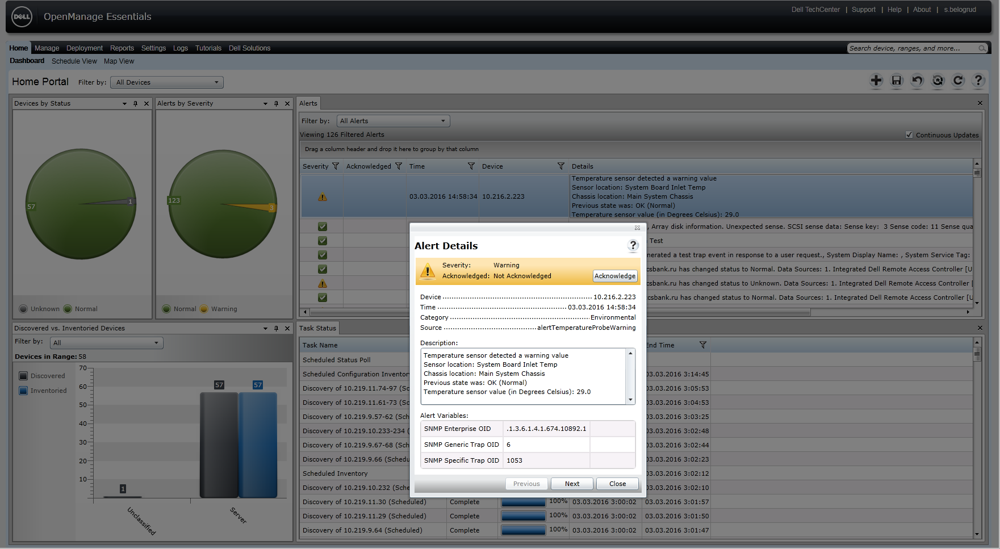 DELL
OpenManage Essentials
Dell TechCenter | Support | Help | About | s.belogrud
Home Manage Deployment Reports Settings Logs Tutorials Dell Solutions
Search device, ranges, and more...
Dashboard Schedule View Map View
Home Portal Filter by: All Devices
Devices by Status
57
1
Unknown Normal
Alerts by Severity
123
3
Normal Warning
Alerts
Filter by: All Alerts
Viewing 126 Filtered Alerts
Continuous Updates
Drag a column header and drop it here to group by that column
Severity Acknowledged Time Device Details
03.03.2016 14:58:34 10.216.2.223
Temperature sensor detected a warning value
Sensor location: System Board Inlet Temp
Chassis location: Main System Chassis
Previous state was: OK (Normal)
Temperature sensor value (in Degrees Celsius): 29.0
, Array disk information. Unexpected sense. SCSI sense data: Sense key: 3 Sense code: 11 Sense qua
Test
nerated a test trap event in response to a user request., System Display Name: , System Service Tag:
csbank.ru has changed status to Normal. Data Sources: 1. Integrated Dell Remote Access Controller [U
csbank.ru has changed status to Unknown. Data Sources: 1. Integrated Dell Remote Access Controller [
csbank.ru has changed status to Normal. Data Sources: 1. Integrated Dell Remote Access Controller [U
Alert Details
Severity: Warning
Acknowledged: Not Acknowledged
Acknowledge
Device 10.216.2.223
Time 03.03.2016 14:58:34
Category Environmental
Source alertTemperatureProbeWarning
Description:
Temperature sensor detected a warning value
Sensor location: System Board Inlet Temp
Chassis location: Main System Chassis
Previous state was: OK (Normal)
Temperature sensor value (in Degrees Celsius): 29.0
Alert Variables:
SNMP Enterprise OID .1.3.6.1.4.1.674.10892.1
SNMP Generic Trap OID 6
SNMP Specific Trap OID 1053
Previous Next Close
Discovered vs. Inventoried Devices
Filter by: All
Devices in Range: 58
Discovered
Inventoried
70
60
50
40
30
20
10
1
57
57
Unclassified
Server
Task Status
Task Name End Time
Scheduled Status Poll
Scheduled Configuration Inventor 03.03.2016 3:14:45
Discovery of 10.219.11.74-97 (Sc 03.03.2016 3:05:53
Discovery of 10.219.11.61-73 (Sc 03.03.2016 3:04:53
Discovery of 10.219.9.57-62 (Sched 03.03.2016 3:03:25
Discovery of 10.219.10.233-234 ( 03.03.2016 3:02:48
Discovery of 10.219.9.67-68 (Sched 03.03.2016 3:02:44
Discovery of 10.219.9.66 (Schedu 03.03.2016 3:02:23
Scheduled Inventory 03.03.2016 3:02:12
Discovery of 10.219.10.232 (Sche 03.03.2016 3:02:10
Discovery of 10.219.11.30 (Scheduled) Complete 100% 03.03.2016 3:00:02 03.03.2016 3:01:57
Discovery of 10.219.11.29 (Scheduled) Complete 100% 03.03.2016 3:00:02 03.03.2016 3:01:50
Discovery of 10.219.9.64 (Scheduled) Complete 100% 03.03.2016 3:00:02 03.03.2016 3:01:47